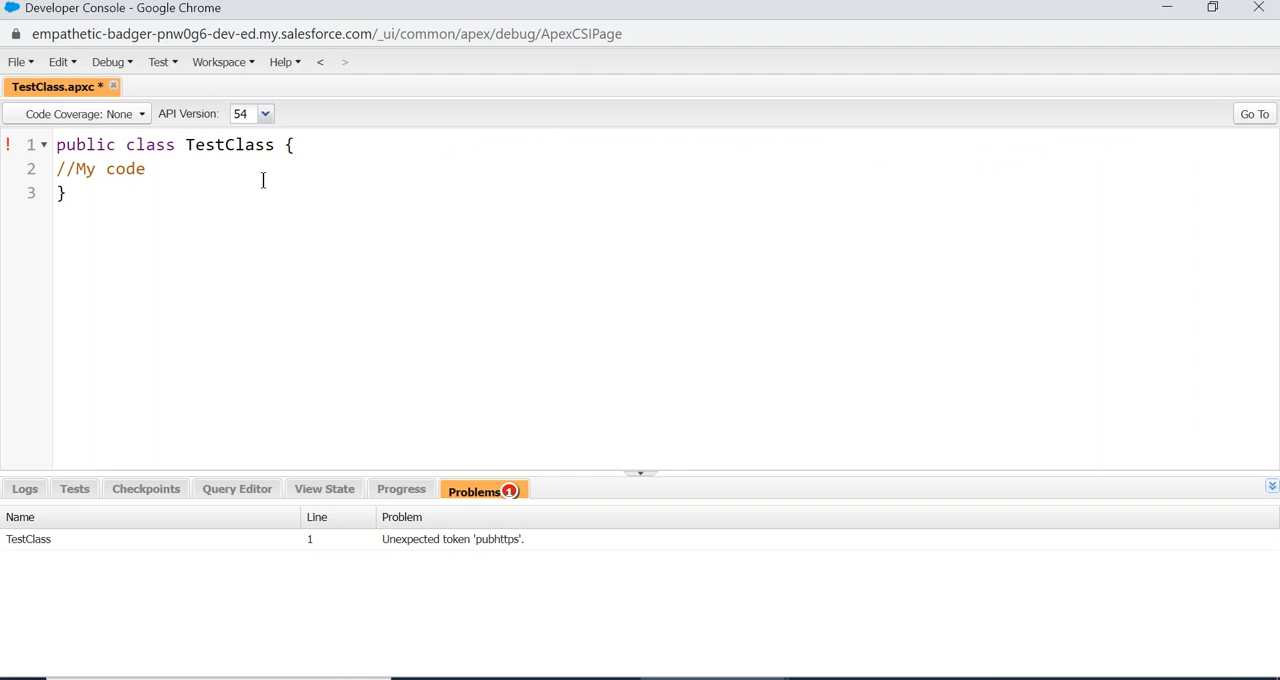 Developer Console - Google Chrome
empathetic-badger-pnw0g6-dev-ed.my.salesforce.com/_ui/common/apex/debug/ApexCSIPage
File Edit Debug Test Workspace Help < >
TestClass.apxc *
Code Coverage: None API Version: 54 Go To
! 1 public class TestClass {
2 //My code
3 }
Logs Tests Checkpoints Query Editor View State Progress Problems 1
Name Line Problem
TestClass 1 Unexpected token 'pubhttps'.